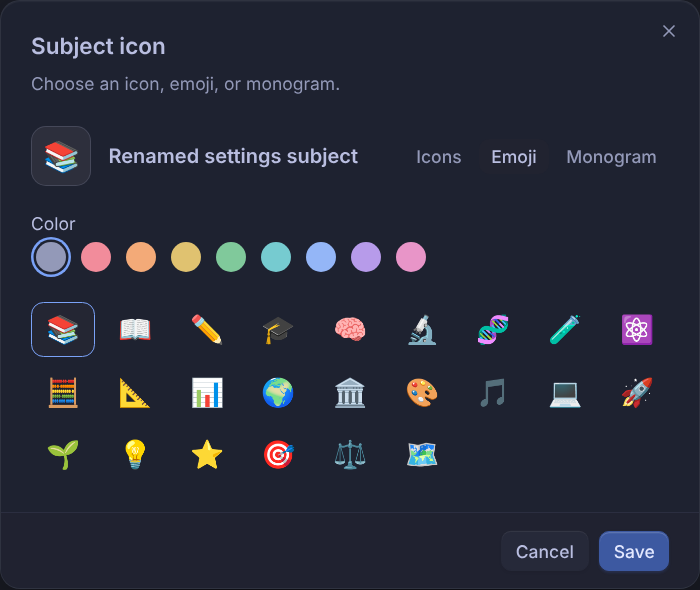 Subject icon
Choose an icon, emoji, or monogram.
Renamed settings subject
Icons
Emoji
Monogram
Color
Cancel
Save